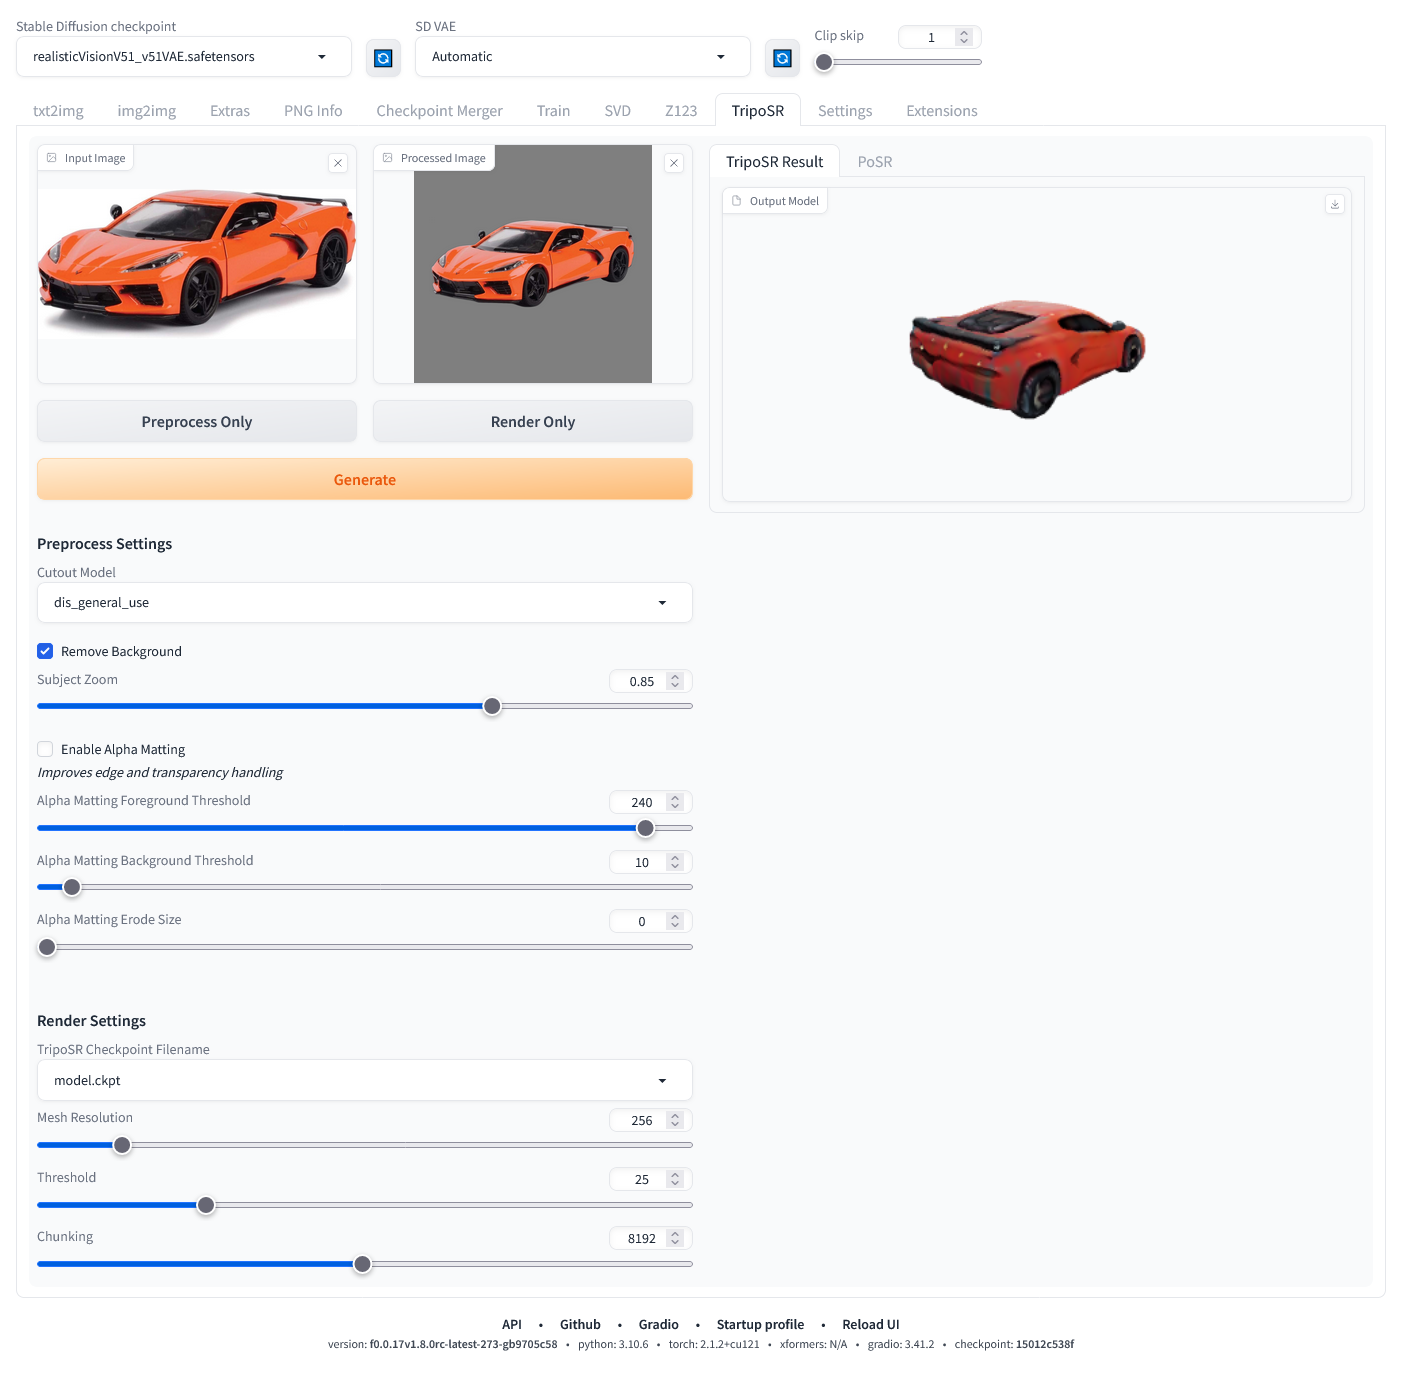 Stable Diffusion checkpoint
realisticVisionV51_v51VAE.safetensors
SD VAE
Automatic
Clip skip
1
txt2img img2img Extras PNG Info Checkpoint Merger Train SVD Z123 TripoSR Settings Extensions
Input Image
Processed Image
TripoSR Result PoSR
Output Model
Preprocess Only
Render Only
Generate
Preprocess Settings
Cutout Model
dis_general_use
Remove Background
Subject Zoom
0.85
Enable Alpha Matting
Improves edge and transparency handling
Alpha Matting Foreground Threshold
240
Alpha Matting Background Threshold
10
Alpha Matting Erode Size
0
Render Settings
TripoSR Checkpoint Filename
model.ckpt
Mesh Resolution
256
Threshold
25
Chunking
8192
API • Github • Gradio • Startup profile • Reload UI
version: f0.0.17v1.8.0rc-latest-273-gb9705c58 • python: 3.10.6 • torch: 2.1.2+cu121 • xformers: N/A • gradio: 3.41.2 • checkpoint: 15012c538f